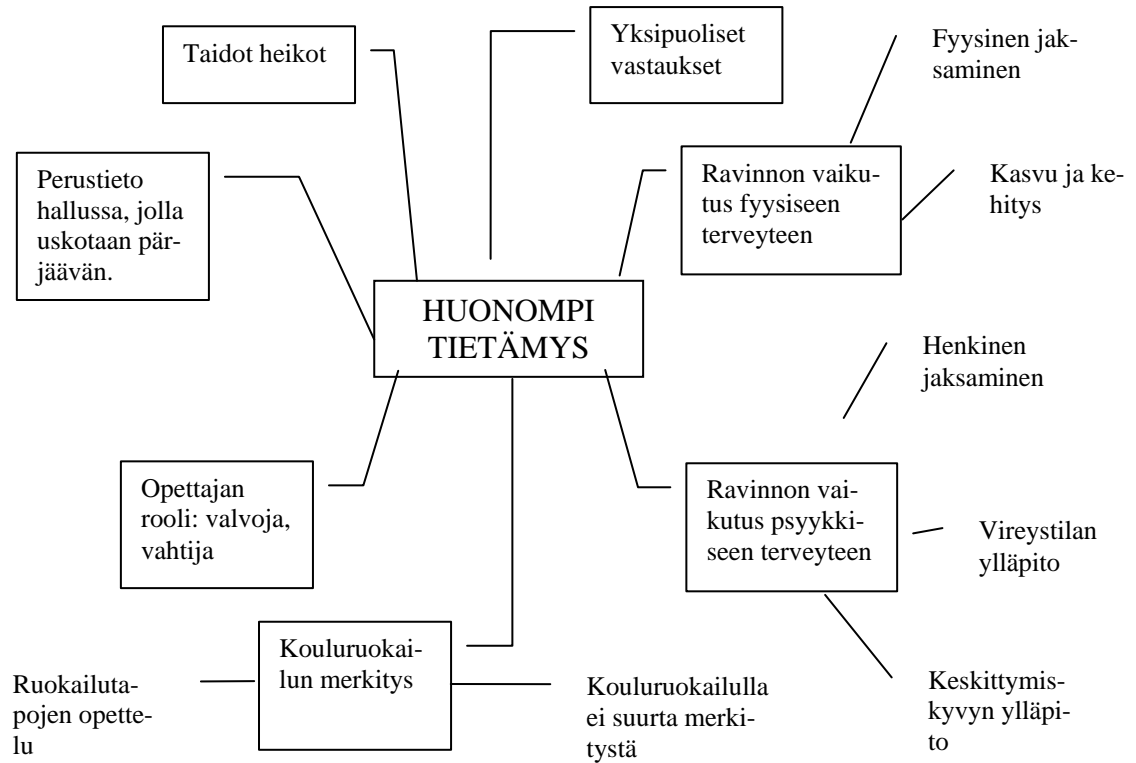 Taidot heikot
Yksipuoliset
vastaukset
Fyysinen jak-
saminen
Perustieto
hallussa, jolla
uskotaan pär-
jäävän.
Ravinnon vaiku-
tus fyysiseen
terveyteen
Kasvu ja ke-
hitys
HUONOMPI
TIETÄMYS
Henkinen
jaksaminen
Opettajan
rooli: valvoja,
vahtija
Ravinnon vai-
kutus psyykki-
seen terveyteen
Vireystilan
ylläpito
Kouluruokai-
lun merkitys
Ruokailuta-
pojen opette-
lu
Kouluruokailulla
ei suurta merki-
tystä
Keskittymis-
kyvyn ylläpi-
to